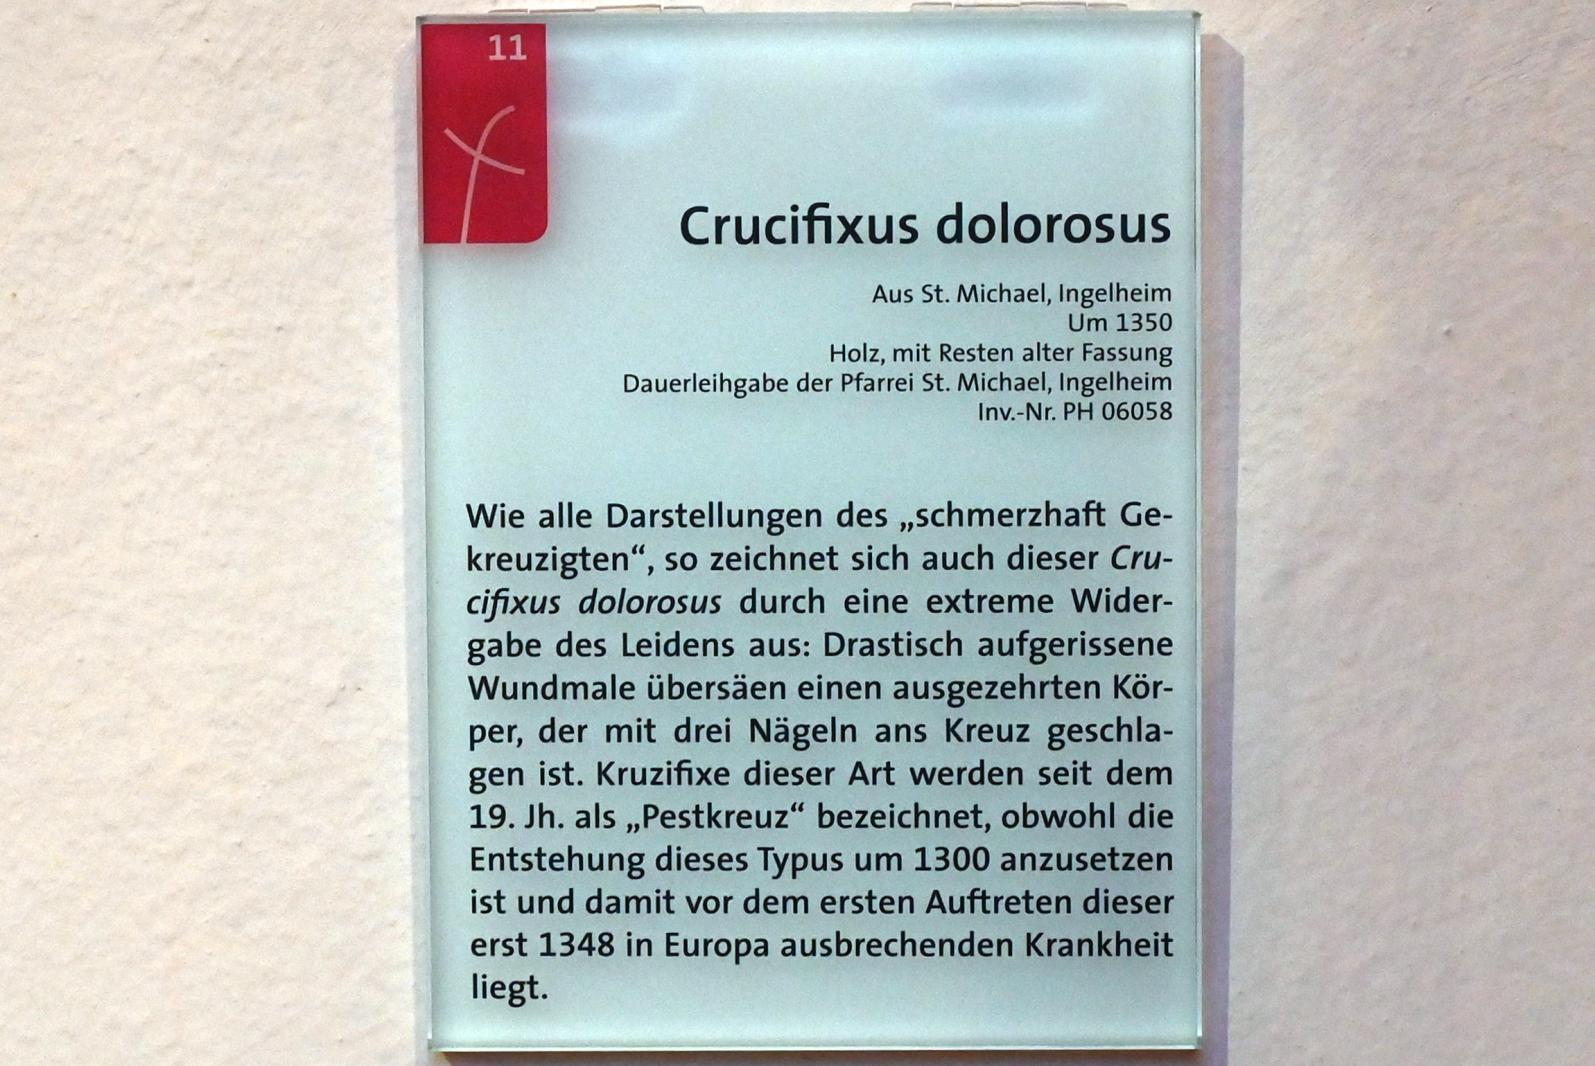 11
Crucifixus dolorosus
Aus St. Michael, Ingelheim
Um 1350
Holz, mit Resten alter Fassung
Dauerleihgabe der Pfarrei St. Michael, Ingelheim
Inv.-Nr. PH 06058
Wie alle Darstellungen des „schmerzhaft Ge-
kreuzigten“, so zeichnet sich auch dieser Cru-
cifixus dolorosus durch eine extreme Wider-
gabe des Leidens aus: Drastisch aufgerissene
Wundmale übersäen einen ausgezehrten Kör-
per, der mit drei Nägeln ans Kreuz geschla-
gen ist. Kruzifixe dieser Art werden seit dem
19. Jh. als „Pestkreuz“ bezeichnet, obwohl die
Entstehung dieses Typus um 1300 anzusetzen
ist und damit vor dem ersten Auftreten dieser
erst 1348 in Europa ausbrechenden Krankheit
liegt.